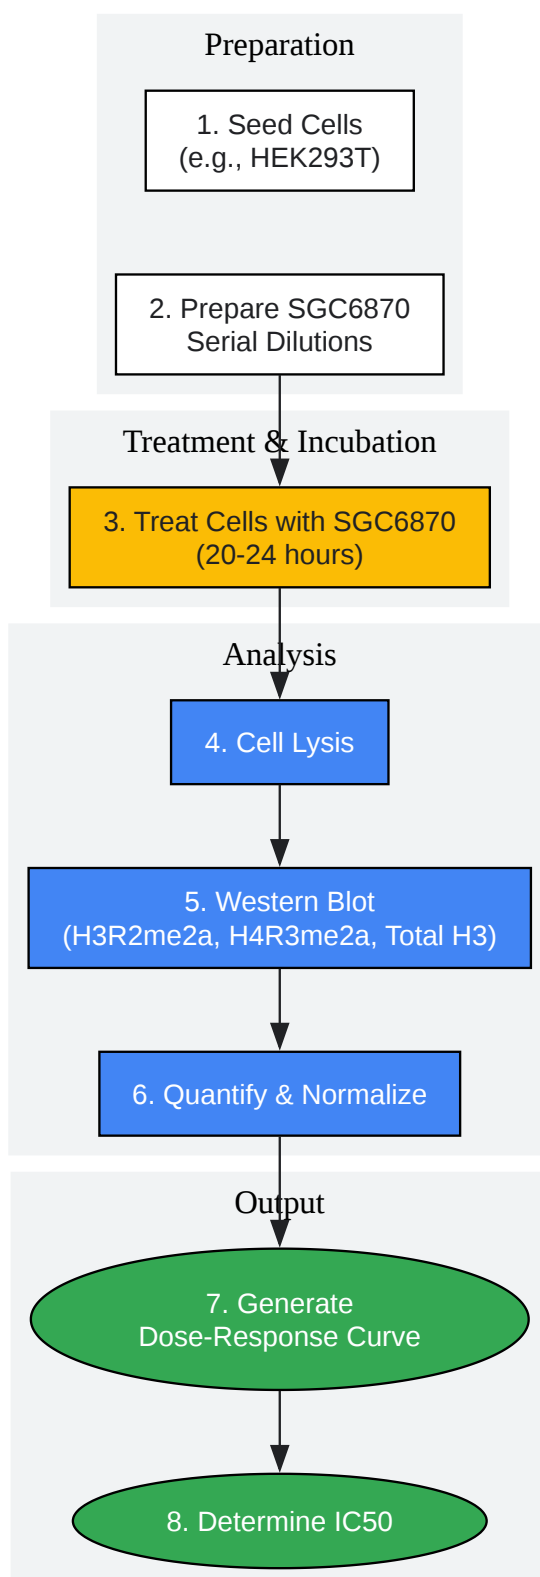 Preparation
1. Seed Cells
(e.g., HEK293T)
2. Prepare SGC6870
Serial Dilutions
Treatment & Incubation
3. Treat Cells with SGC6870
(20-24 hours)
Analysis
4. Cell Lysis
5. Western Blot
(H3R2me2a, H4R3me2a, Total H3)
6. Quantify & Normalize
Output
7. Generate
Dose-Response Curve
8. Determine IC50